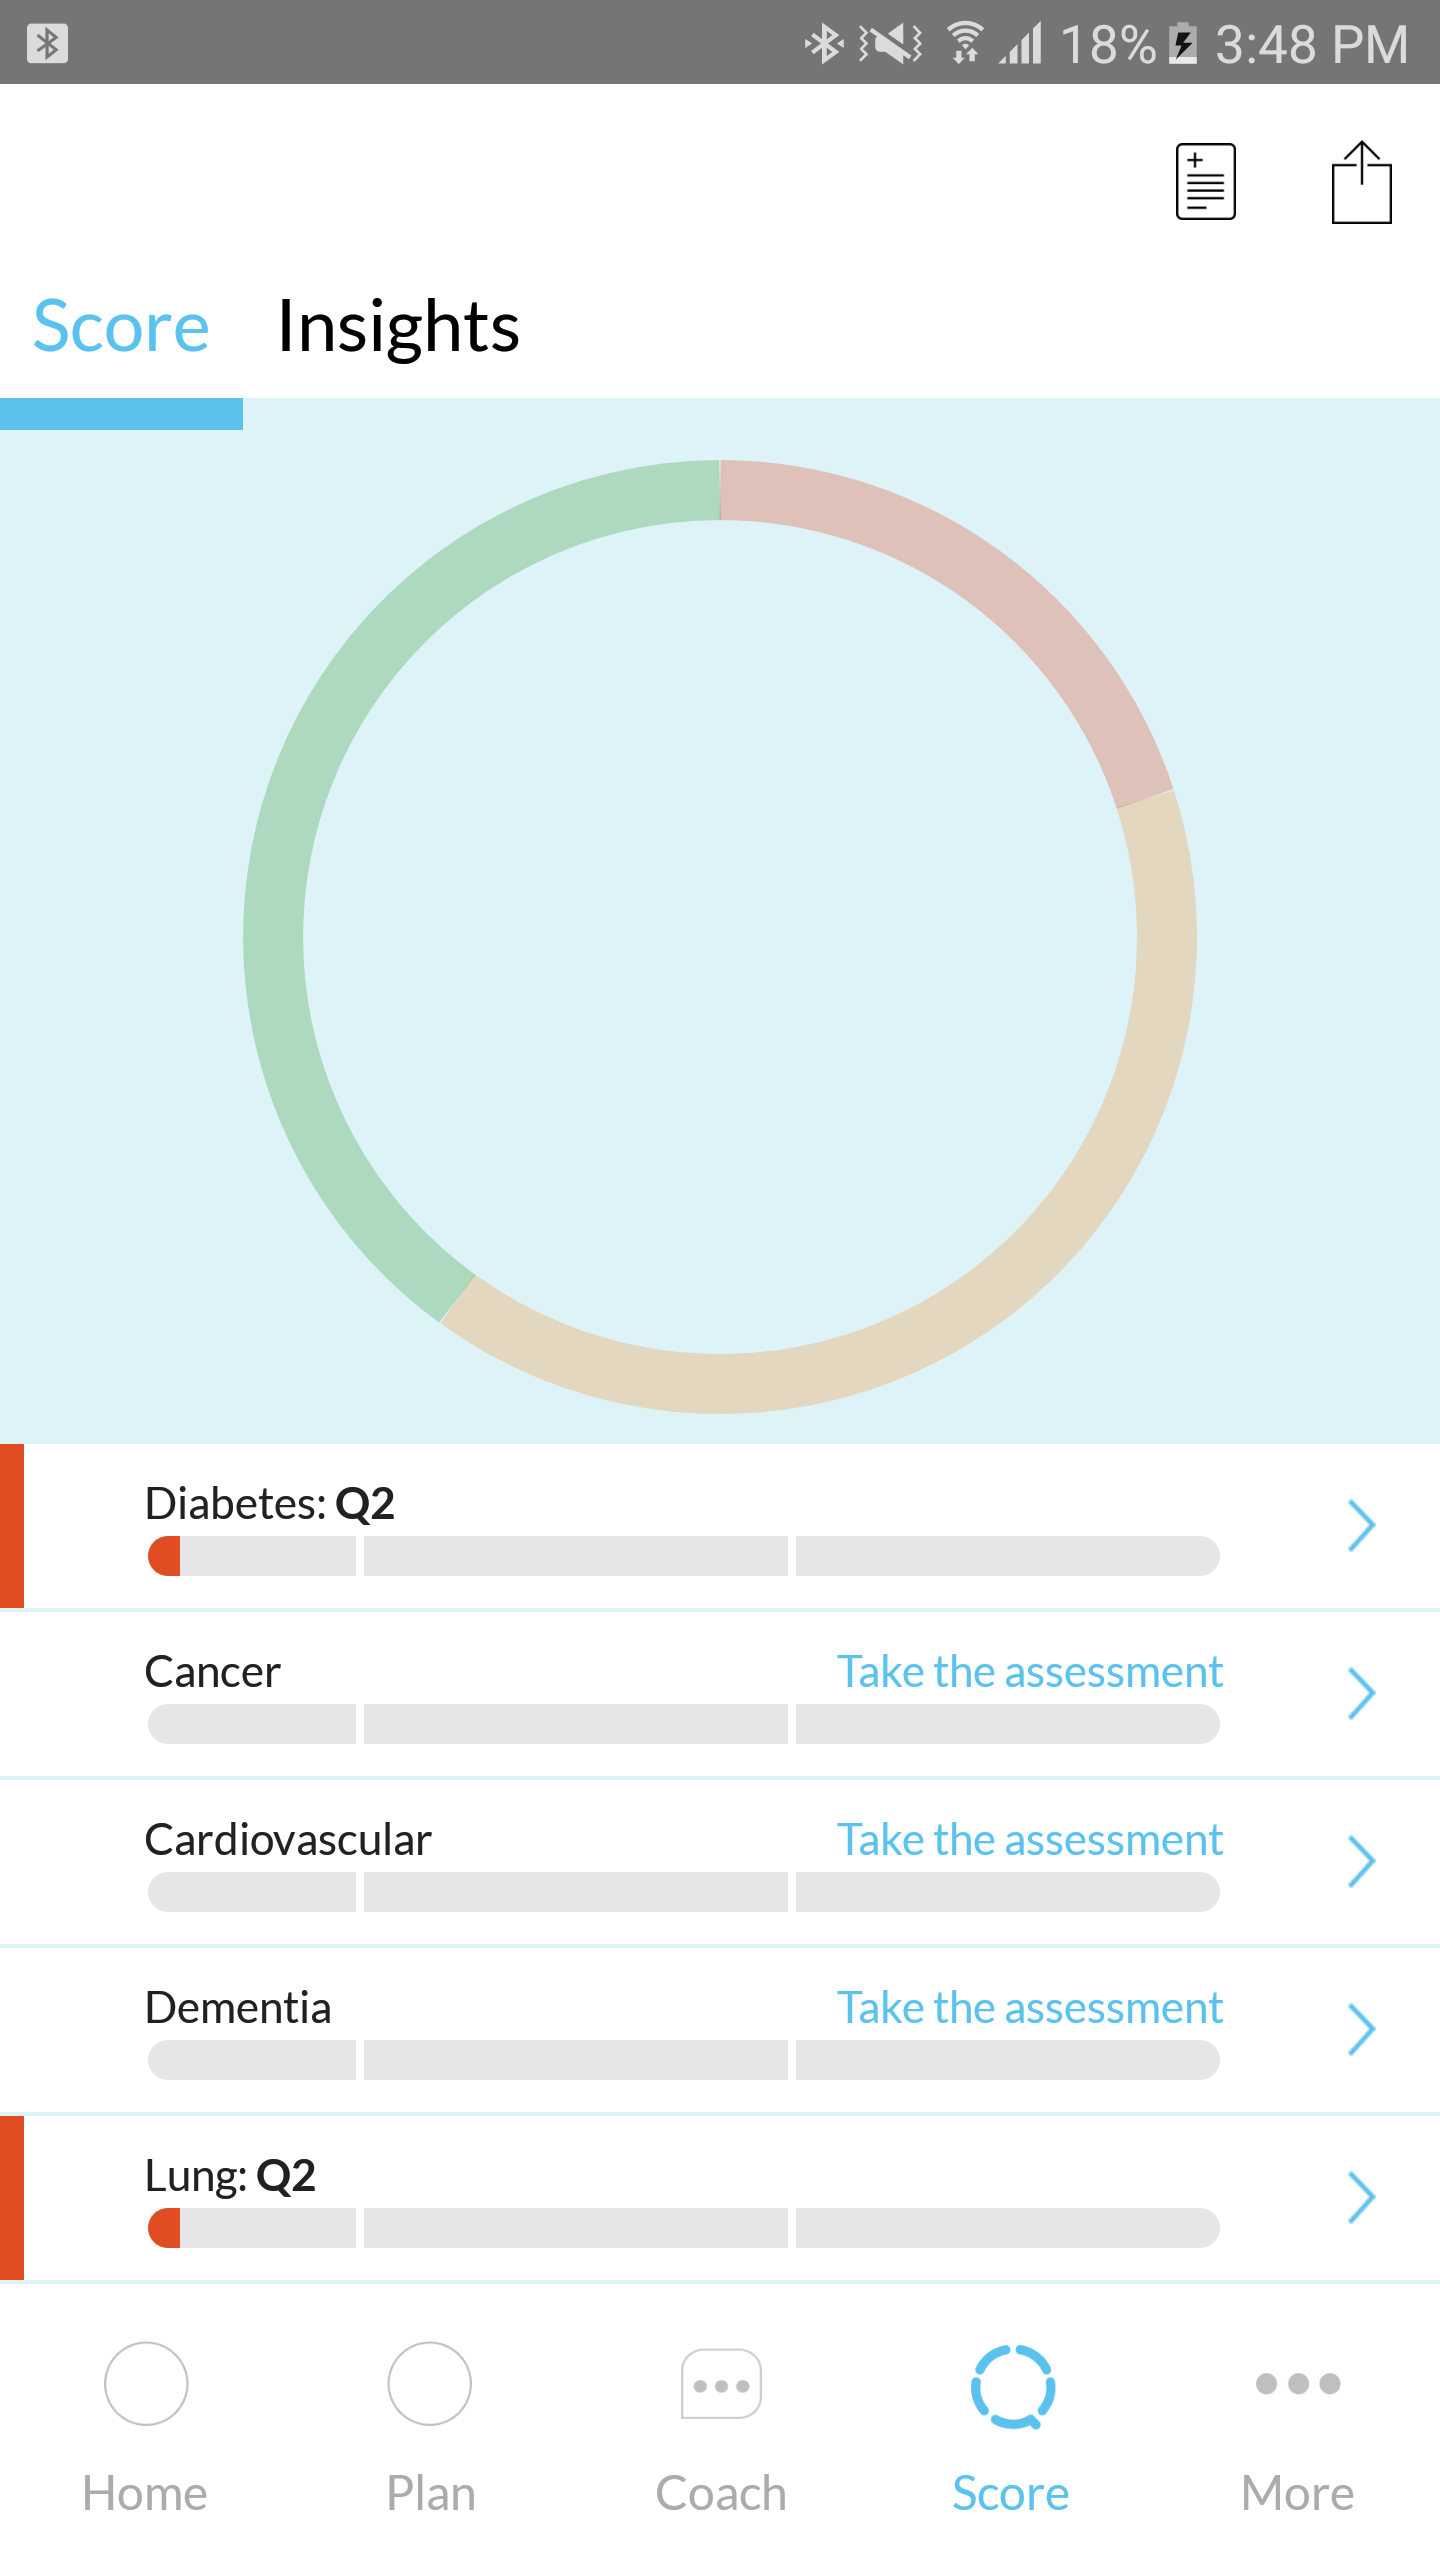 18% 3:48 PM
Score Insights
Diabetes: Q2
Cancer Take the assessment
Cardiovascular Take the assessment
Dementia Take the assessment
Lung: Q2
Home Plan Coach Score More